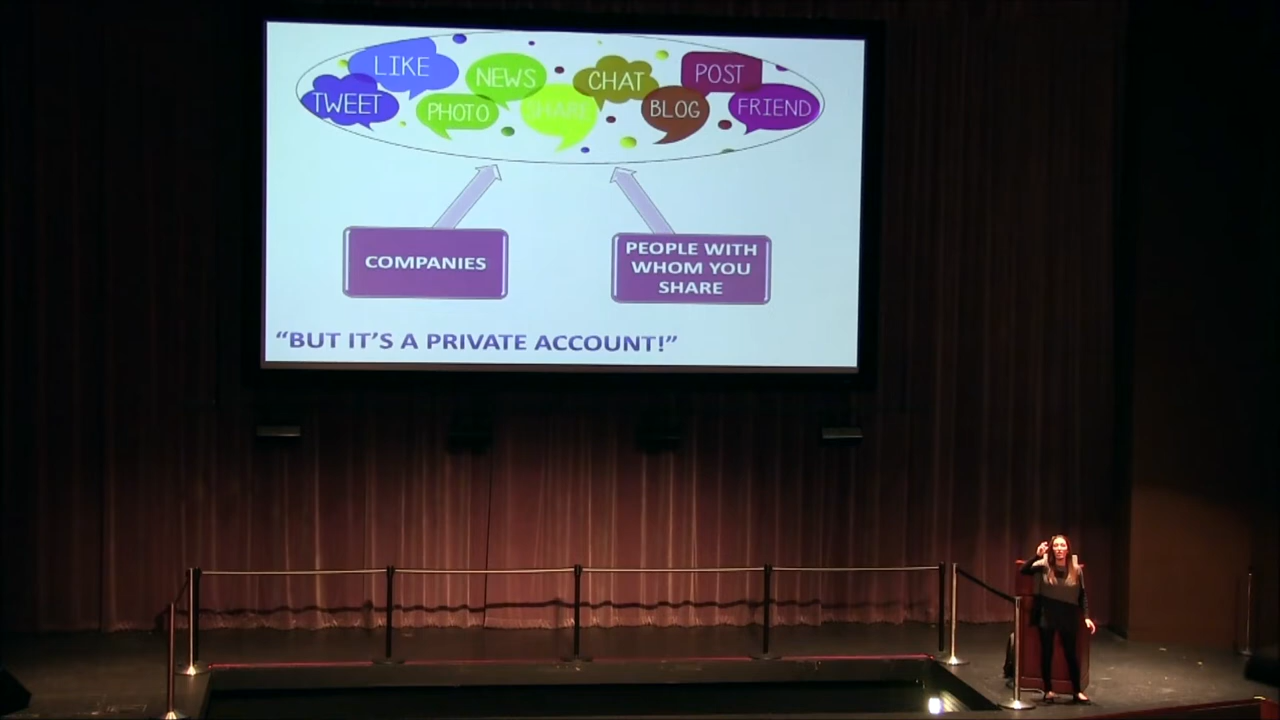 LIKE
NEWS
CHAT
POST
TWEET
PHOTO
SHARE
BLOG
FRIEND
COMPANIES
PEOPLE WITH
WHOM YOU
SHARE
“BUT IT’S A PRIVATE ACCOUNT!”